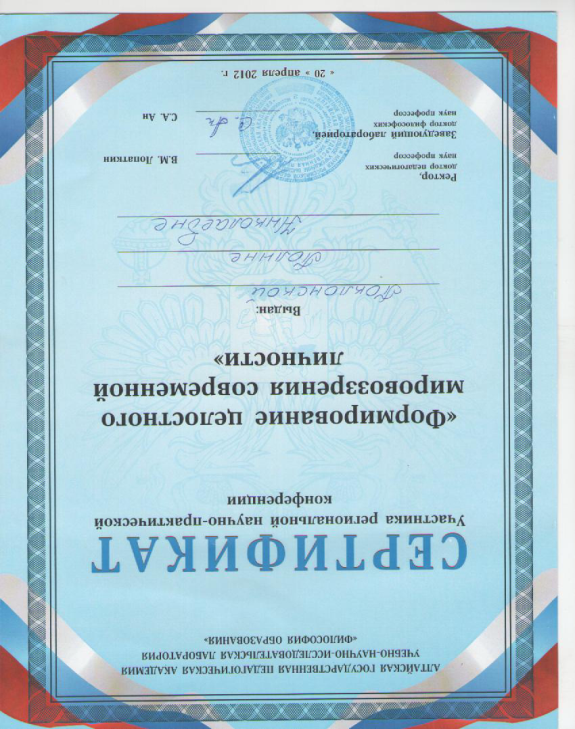 АЛТАЙСКАЯ ГОСУДАРСТВЕННАЯ ПЕДАГОГИЧЕСКАЯ АКАДЕМИЯ
УЧЕБНО-НАУЧНО-ИССЛЕДОВАТЕЛЬСКАЯ ЛАБОРАТОРИЯ
«ФИЛОСОФИЯ ОБРАЗОВАНИЯ»
СЕРТИФИКАТ
Участника региональной научно-практической
конференции
«Формирование целостного
мировоззрения современной
личности»
Выдан:
Поклонской
Полине
Николаевне
Ректор,
доктор педагогических
наук профессор
В.М. Лопаткин
Заведующий лабораторией,
доктор философских
наук профессор
С.А. Ан
« 20 » апреля 2012 г.